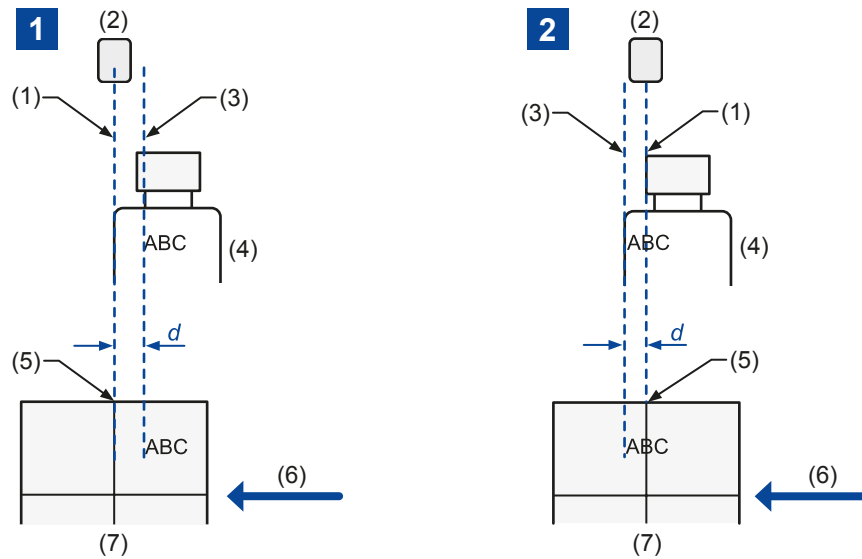 1
(2)
(1)
(3)
ABC
(4)
d
(5)
ABC
(6)
(7)
2
(2)
(3)
(1)
ABC
(4)
d
(5)
ABC
(6)
(7)